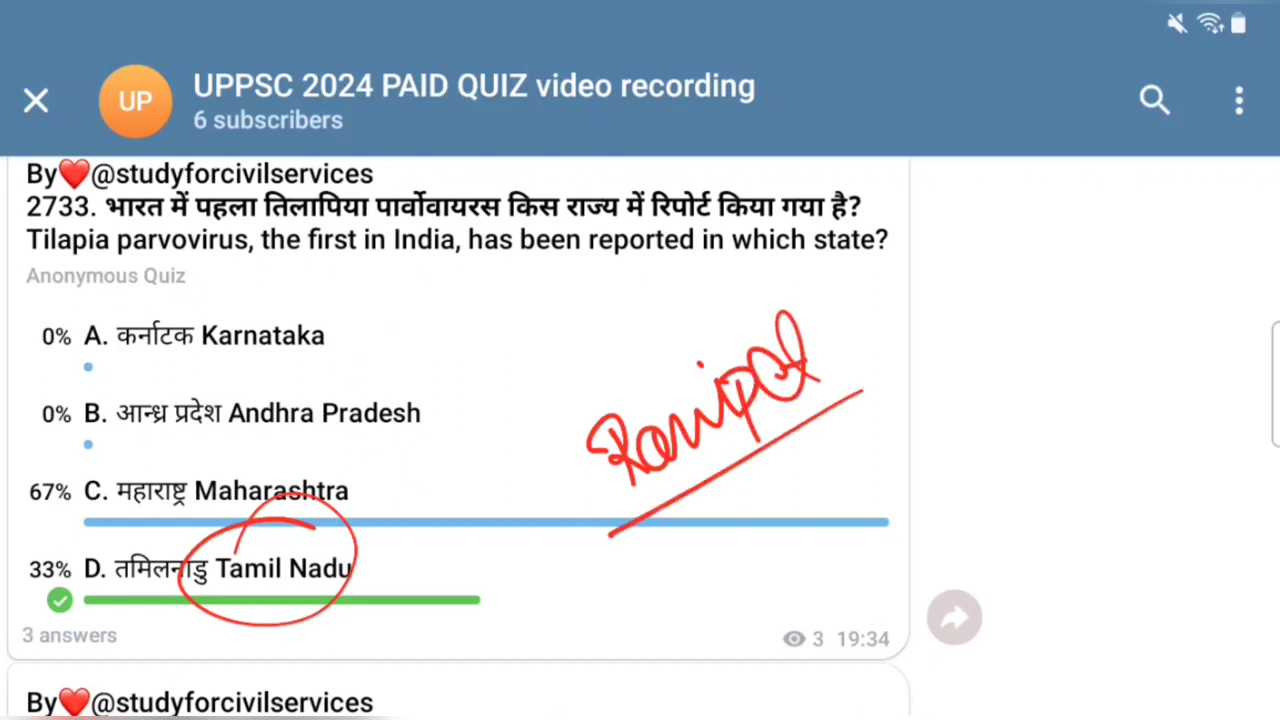 UP
UPPSC 2024 PAID QUIZ video recording
6 subscribers
By❤️@studyforcivilservices
2733. भारत में पहला तिलापिया पार्वोवायरस किस राज्य में रिपोर्ट किया गया है?
Tilapia parvovirus, the first in India, has been reported in which state?
Anonymous Quiz
0% A. कर्नाटक Karnataka
0% B. आन्ध्र प्रदेश Andhra Pradesh
67% C. महाराष्ट्र Maharashtra
33% D. तमिलनाडु Tamil Nadu
3 answers
3 19:34
By❤️@studyforcivilservices